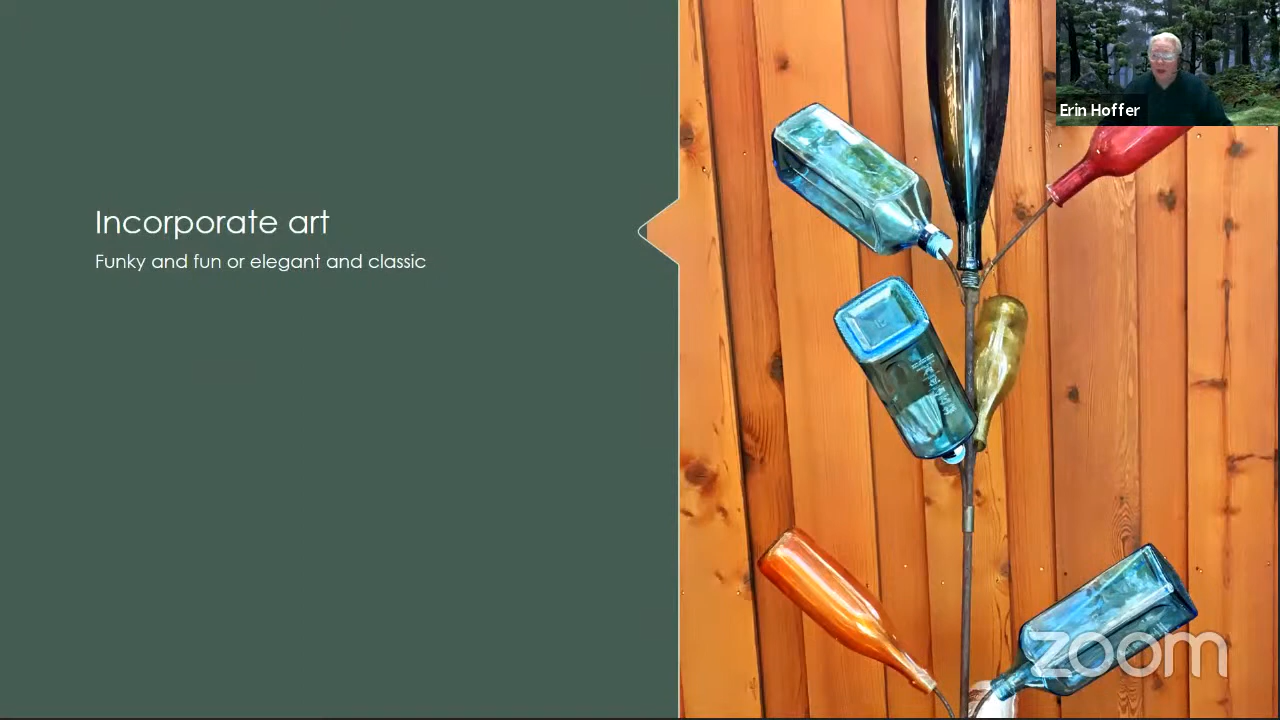 Incorporate art
Funky and fun or elegant and classic
Erin Hoffer
zoom